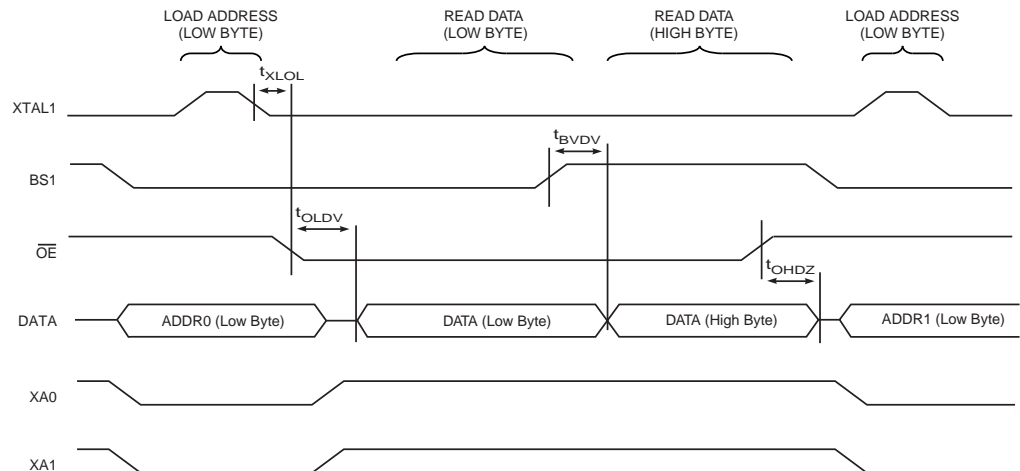 LOAD ADDRESS
(LOW BYTE)
READ DATA
(LOW BYTE)
READ DATA
(HIGH BYTE)
LOAD ADDRESS
(LOW BYTE)
tXLOL
XTAL1
tBVDV
BS1
tOLDV
OE
tOHDZ
DATA
ADDR0 (Low Byte)
DATA (Low Byte)
DATA (High Byte)
ADDR1 (Low Byte)
XA0
XA1